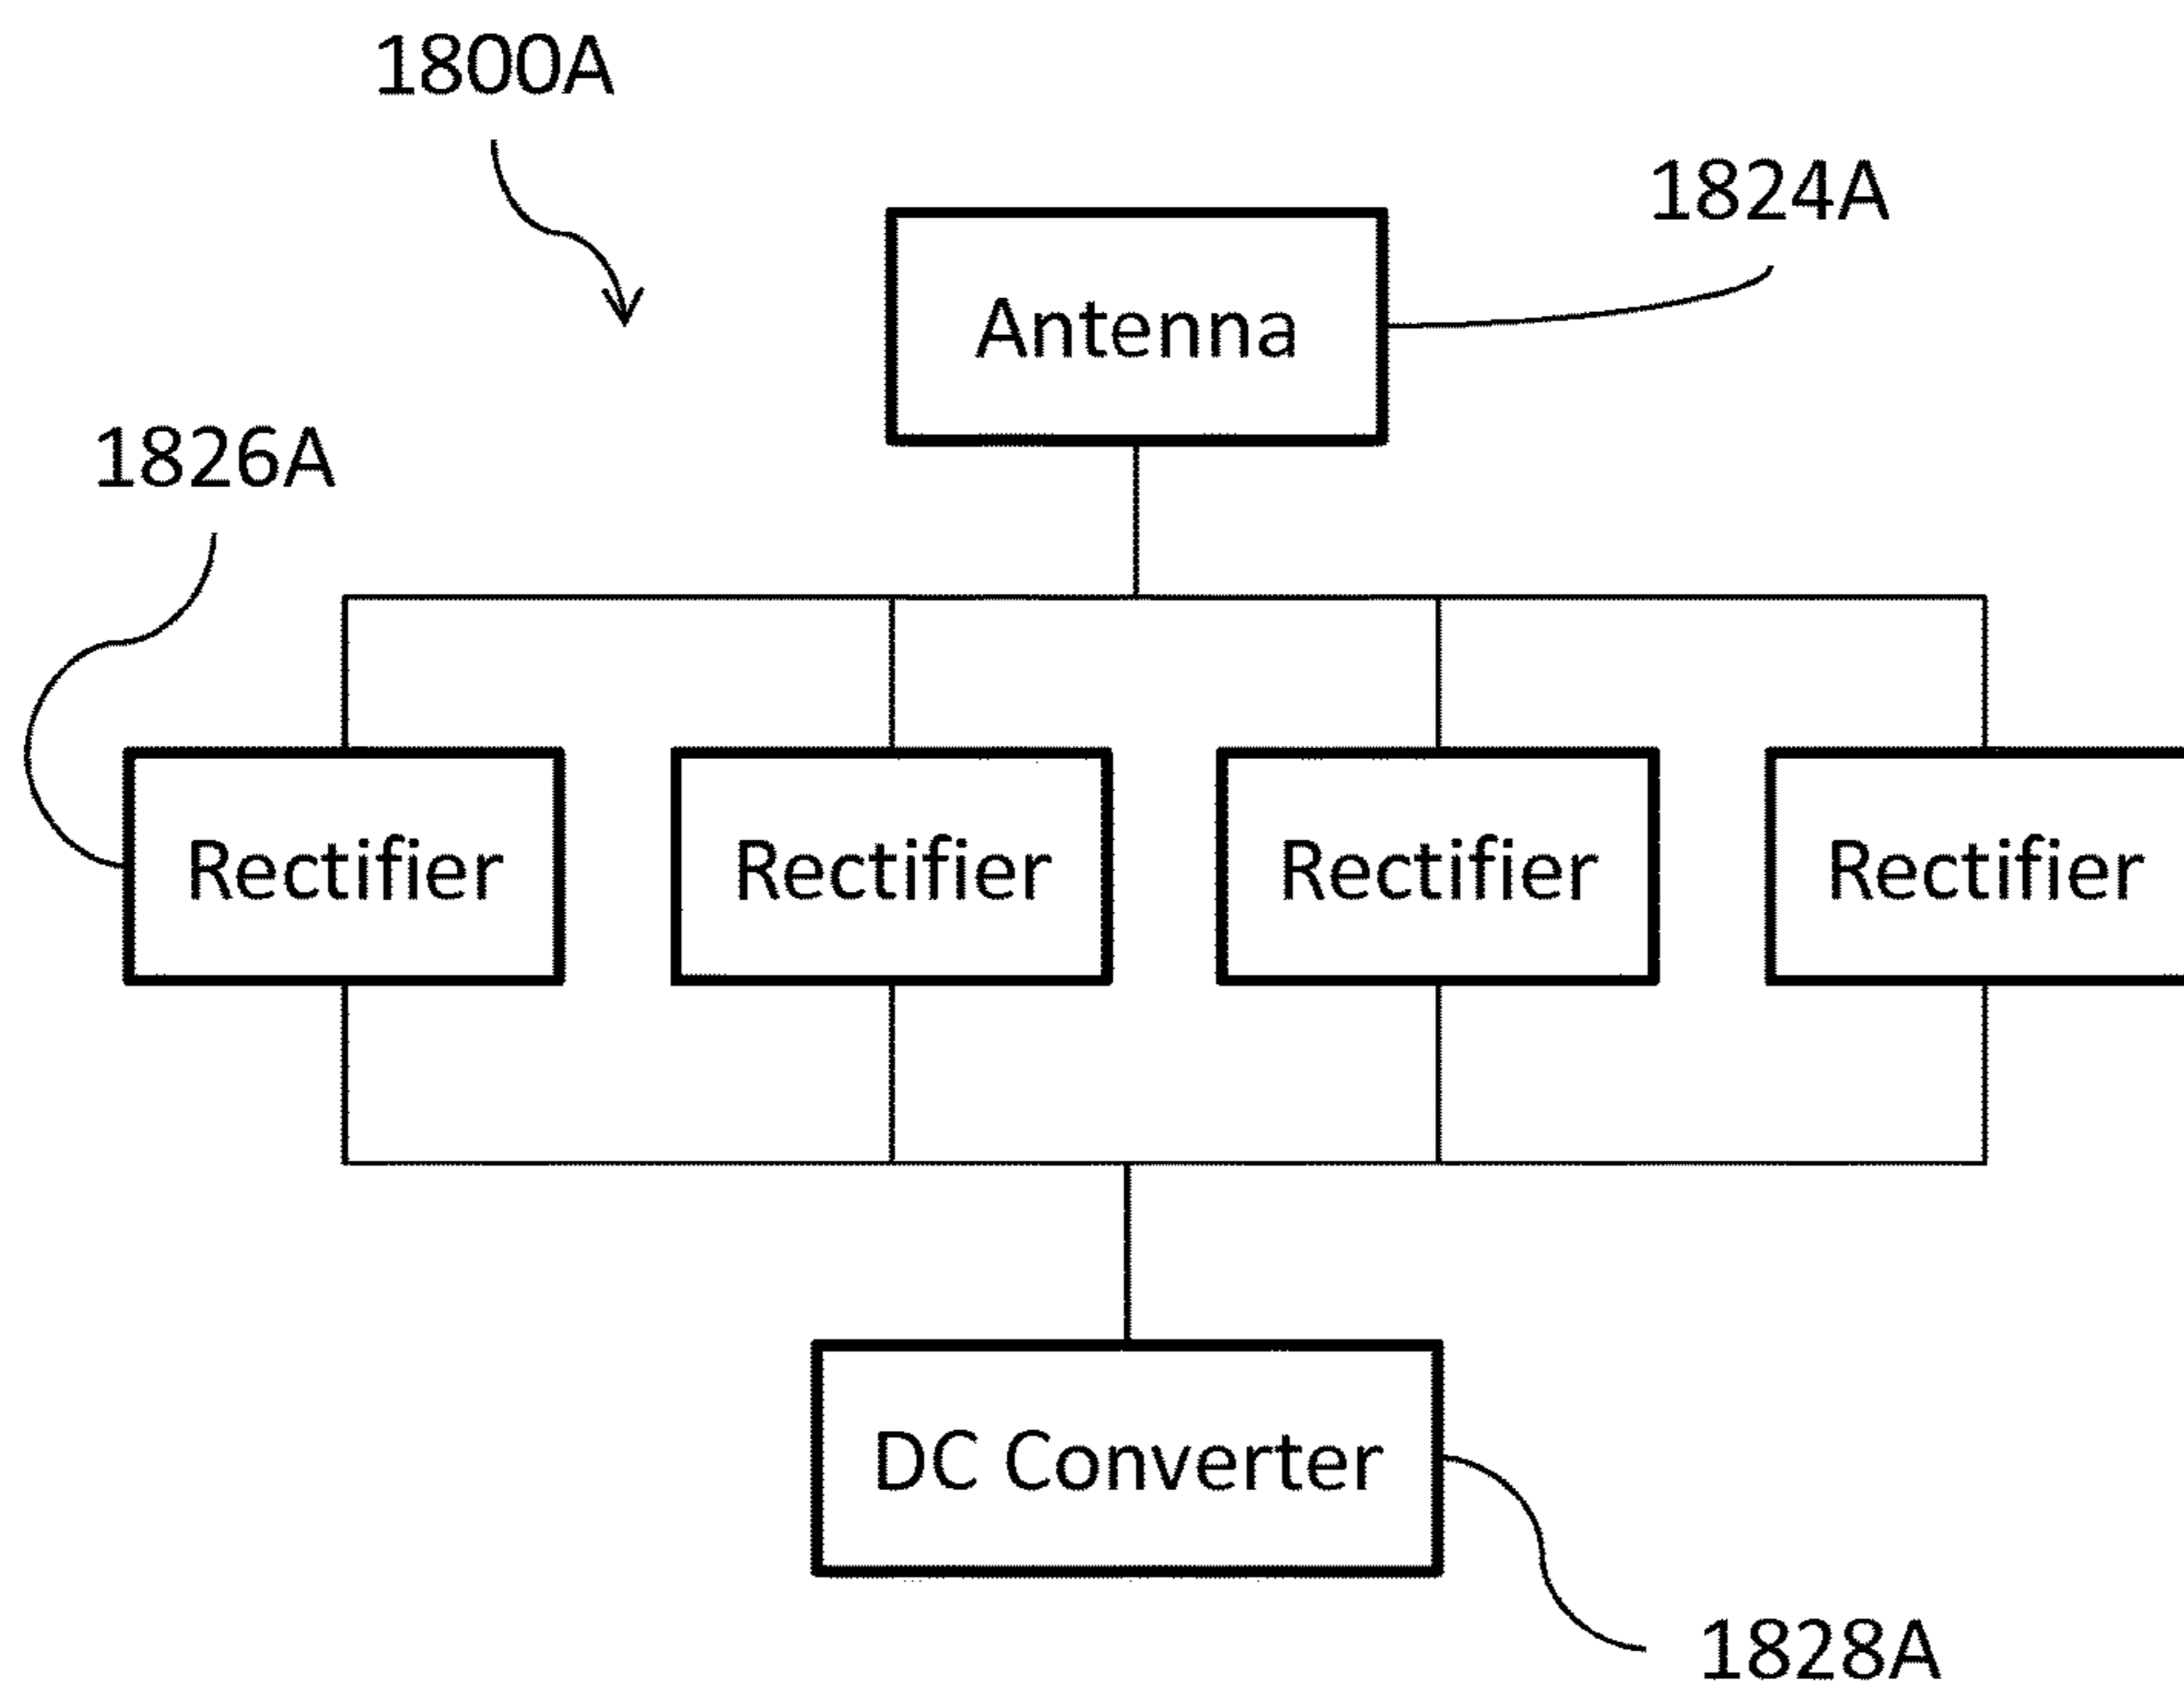 1800A
1824A
Antenna
1826A
Rectifier Rectifier Rectifier Rectifier
DC Converter
1828A